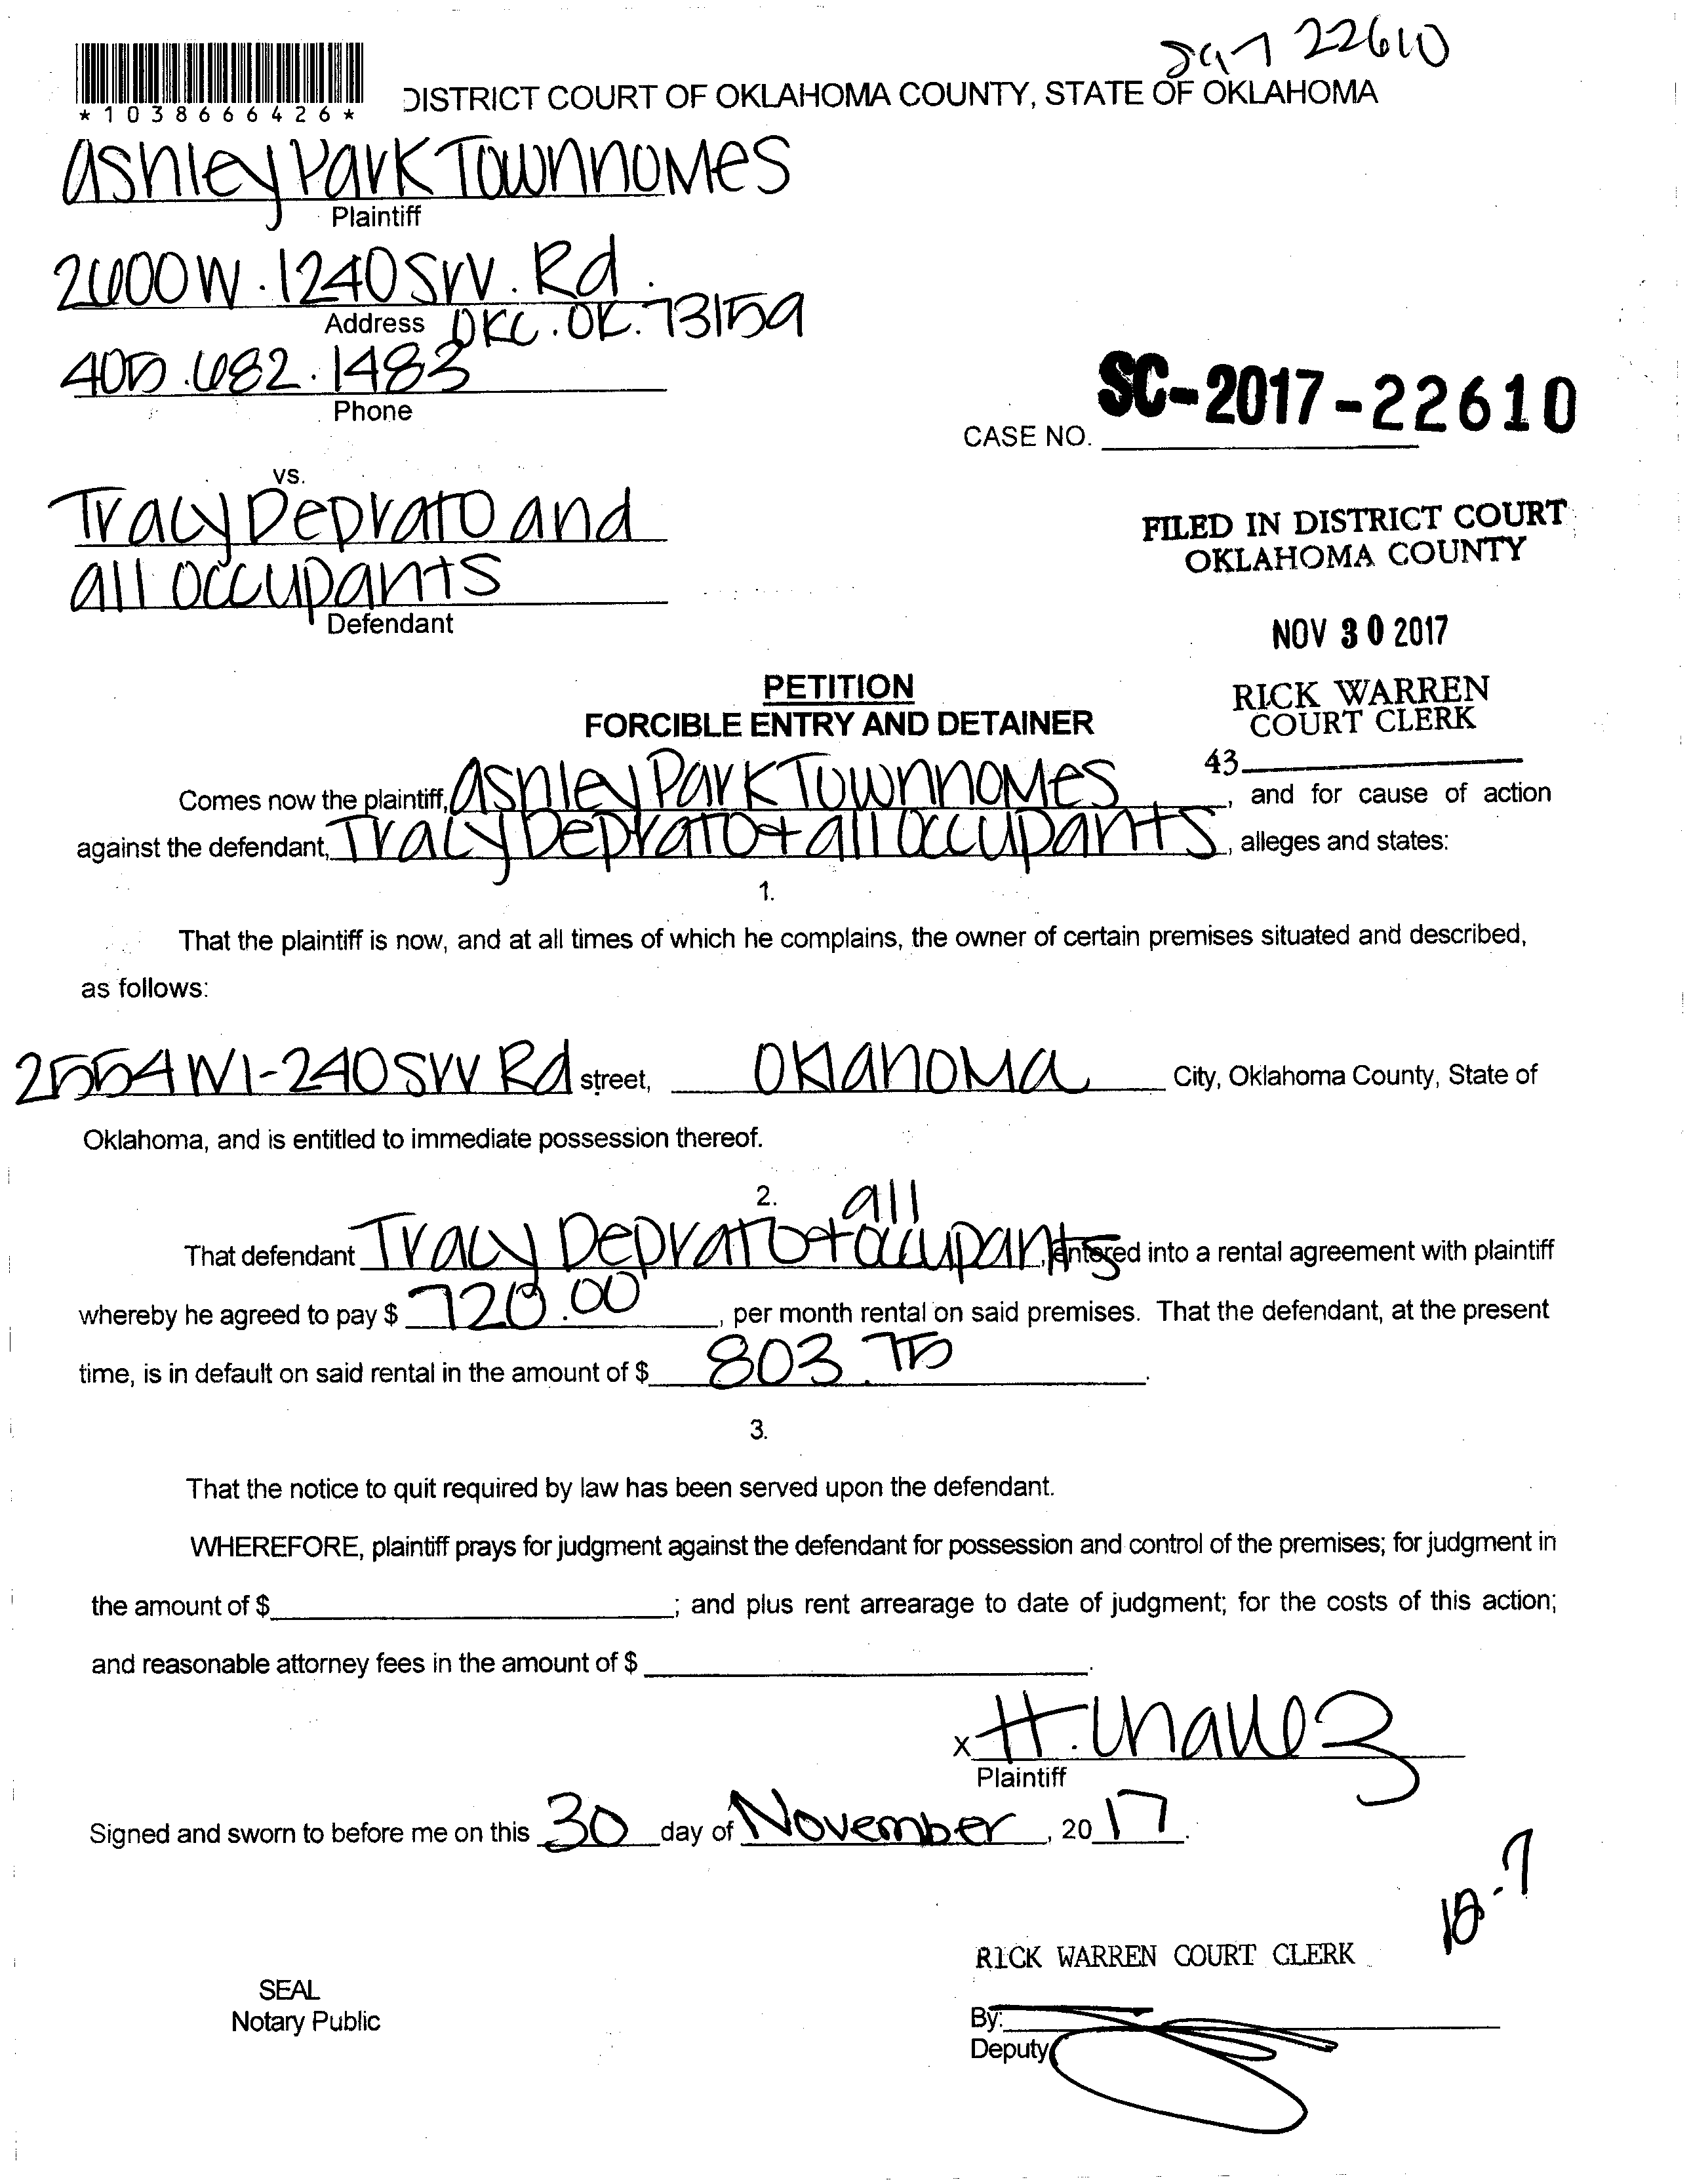 22610
*1038666426*
DISTRICT COURT OF OKLAHOMA COUNTY, STATE OF OKLAHOMA
Ashley Park Townhomes
Plaintiff
2600 W. I240 Srv. Rd.
Address OKC. OK. 73159
405.682.1483
Phone
SC-2017-22610
CASE NO.
vs.
Tracy Deprato and
all occupants
Defendant
FILED IN DISTRICT COURT
OKLAHOMA COUNTY
NOV 30 2017
RICK WARREN
COURT CLERK
43
PETITION
FORCIBLE ENTRY AND DETAINER
Comes now the plaintiff, Ashley Park Townhomes, and for cause of action
against the defendant, Tracy Deprato + all occupants, alleges and states:
1.
That the plaintiff is now, and at all times of which he complains, the owner of certain premises situated and described,
as follows:
2554 W I-240 Srv Rd street, Oklahoma City, Oklahoma County, State of
Oklahoma, and is entitled to immediate possession thereof.
2.
That defendant Tracy Deprato + all occupants, entered into a rental agreement with plaintiff
whereby he agreed to pay $ 720.00, per month rental on said premises. That the defendant, at the present
time, is in default on said rental in the amount of $ 803.75.
3.
That the notice to quit required by law has been served upon the defendant.
WHEREFORE, plaintiff prays for judgment against the defendant for possession and control of the premises; for judgment in
the amount of $ ; and plus rent arrearage to date of judgment; for the costs of this action;
and reasonable attorney fees in the amount of $ .
x H. Chavez
Plaintiff
Signed and sworn to before me on this 30 day of November, 2017.
12-7
RICK WARREN COURT CLERK
SEAL
Notary Public
By:
Deputy